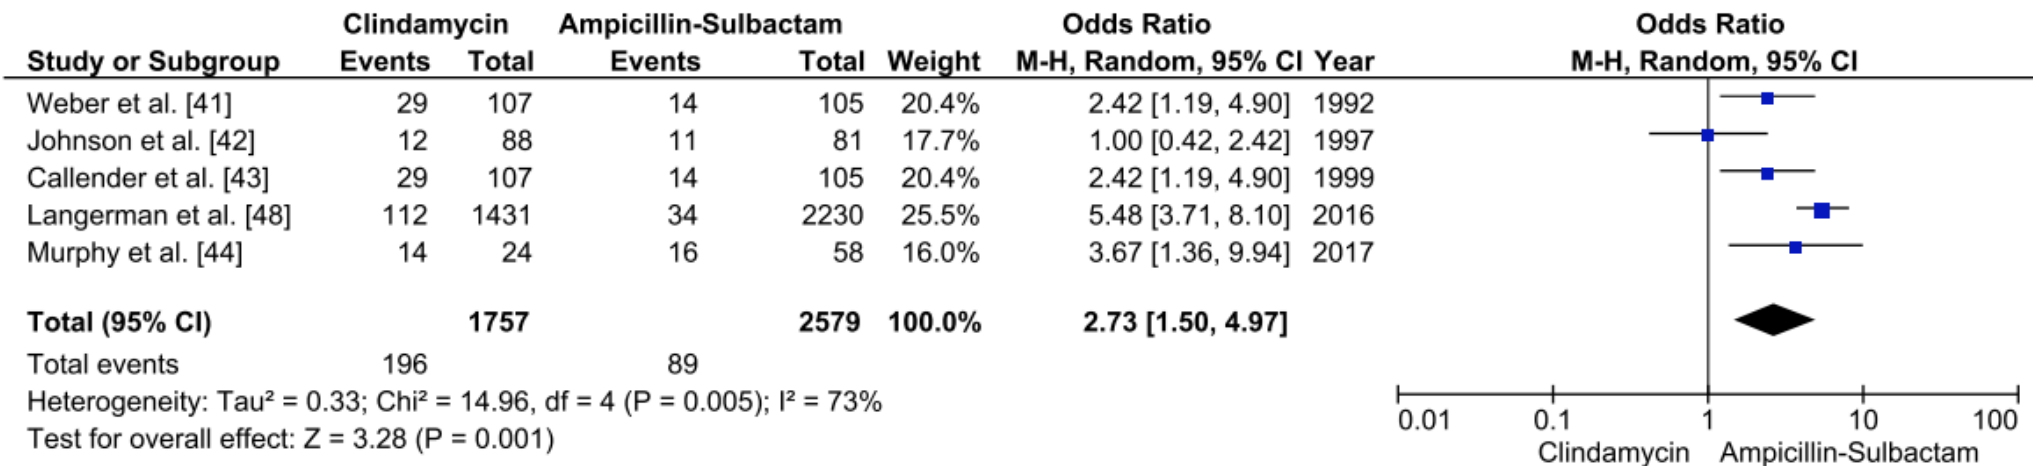 Clindamycin Ampicillin-Sulbactam Odds Ratio Odds Ratio
Study or Subgroup Events Total Events Total Weight M-H, Random, 95% CI Year M-H, Random, 95% CI
Weber et al. [41] 29 107 14 105 20.4% 2.42 [1.19, 4.90] 1992
Johnson et al. [42] 12 88 11 81 17.7% 1.00 [0.42, 2.42] 1997
Callender et al. [43] 29 107 14 105 20.4% 2.42 [1.19, 4.90] 1999
Langerman et al. [48] 112 1431 34 2230 25.5% 5.48 [3.71, 8.10] 2016
Murphy et al. [44] 14 24 16 58 16.0% 3.67 [1.36, 9.94] 2017
Total (95% CI) 1757 2579 100.0% 2.73 [1.50, 4.97]
Total events 196 89
Heterogeneity: Tau² = 0.33; Chi² = 14.96, df = 4 (P = 0.005); I² = 73%
Test for overall effect: Z = 3.28 (P = 0.001)
0.01 0.1 1 10 100
Clindamycin Ampicillin-Sulbactam